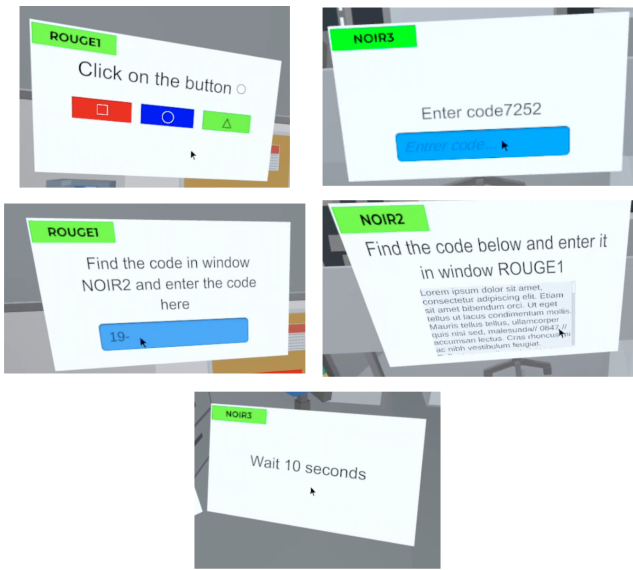 ROUGE1
Click on the button ○
□ ○ △
NOIR3
Enter code7252
Entrer code ...
ROUGE1
Find the code in window
NOIR2 and enter the code
here
19-
NOIR2
Find the code below and enter it
in window ROUGE1
Lorem ipsum dolor sit amet,
consectetur adipiscing elit. Etiam
sit amet bibendum orci. Ut eget
tellus ut lacus condimentum mollis.
Mauris tellus tellus, ullamcorper
quis nisi sed, malesuada// 0847 //
accumsan lectus. Cras rhoncus
ac nibh vestibulum feugiat.
NOIR3
Wait 10 seconds